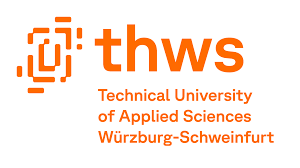 thws
Technical University
of Applied Sciences
Würzburg-Schweinfurt